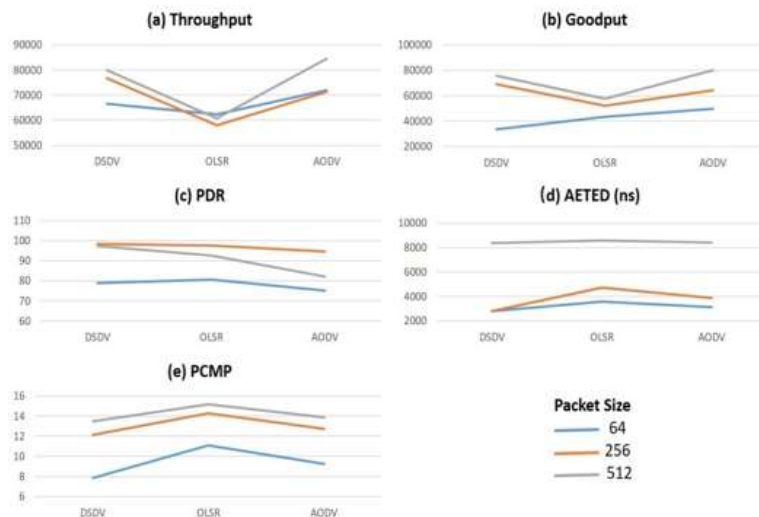 (a) Throughput
90000
80000
70000
60000
50000
DSDV OLSR AODV
(b) Goodput
100000
80000
60000
40000
20000
DSDV OLSR AODV
(c) PDR
110
100
90
80
70
60
DSDV OLSR AODV
(d) AETED (ns)
10000
8000
6000
4000
2000
DSDV OLSR AODV
(e) PCMP
16
14
12
10
8
6
DSDV OLSR AODV
Packet Size
64
256
512